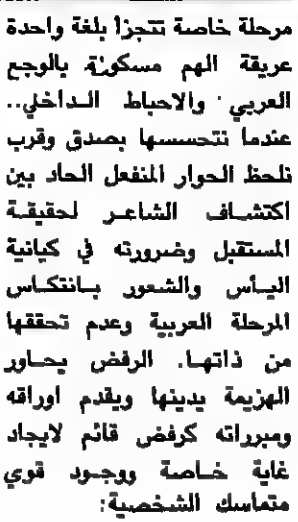 مرحلة خاصة تتجزأ بلغة واحدة
عريقة الهم مسكونة بالوجع
العربي والاحباط الداخلي..
عندما نتحسسها بصدق وقرب
نلحظ الحوار المنفعل الحاد بين
اكتشاف الشاعر لحقيقة
المستقبل وضرورته في كيانية
اليأس والشعور بانتكاس
المرحلة العربية وعدم تحققها
من ذاتها. الرفض يحاور
الهزيمة يدينها ويقدم اوراقه
ومبرراته كرفض قائم لايجاد
غاية خاصة ووجود قوي
متماسك الشخصية: